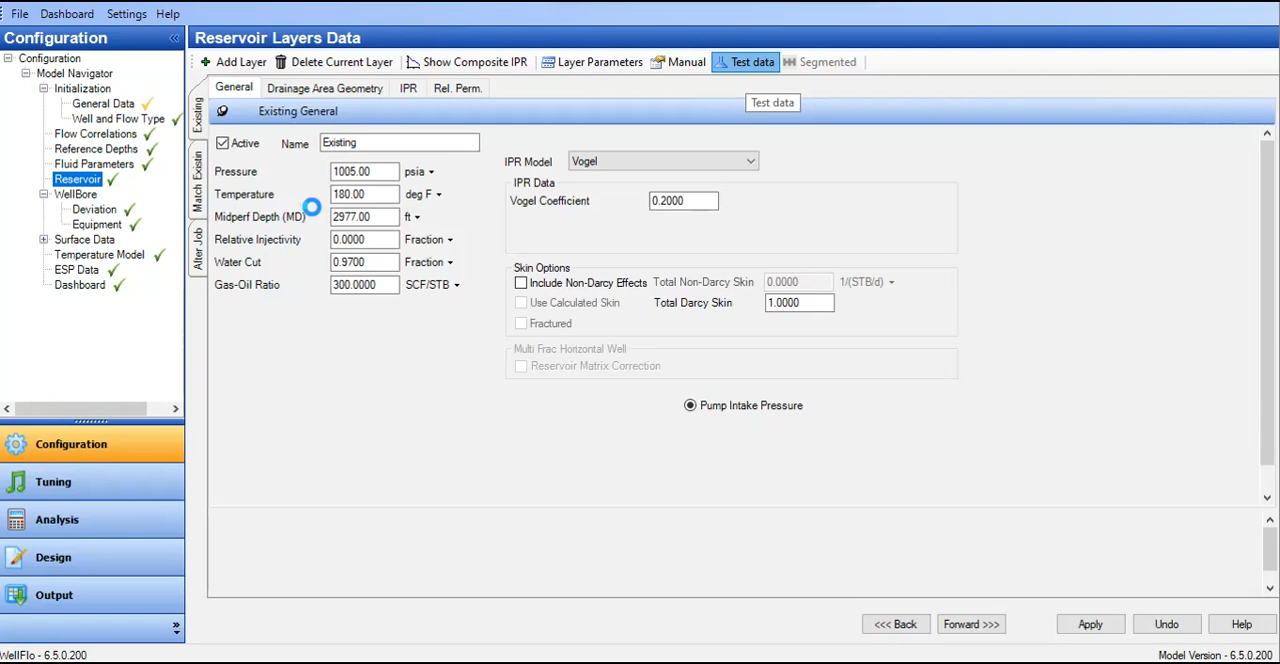 File Dashboard Settings Help
Configuration «
Reservoir Layers Data
Configuration
Model Navigator
Initialization
General Data
Well and Flow Type
Flow Correlations
Reference Depths
Fluid Parameters
Reservoir
WellBore
Deviation
Equipment
Surface Data
Temperature Model
ESP Data
Dashboard
Add Layer Delete Current Layer Show Composite IPR Layer Parameters Manual Test data Segmented
General Drainage Area Geometry IPR Rel. Perm.
Test data
Existing
Match Existin
After Job
Existing General
Active Name Existing
Pressure 1005.00 psia
Temperature 180.00 deg F
Midperf Depth (MD) 2977.00 ft
Relative Injectivity 0.0000 Fraction
Water Cut 0.9700 Fraction
Gas-Oil Ratio 300.0000 SCF/STB
IPR Model Vogel
IPR Data
Vogel Coefficient 0.2000
Skin Options
Include Non-Darcy Effects Total Non-Darcy Skin 0.0000 1/(STB/d)
Use Calculated Skin Total Darcy Skin 1.0000
Fractured
Multi Frac Horizontal Well
Reservoir Matrix Correction
Pump Intake Pressure
Configuration
Tuning
Analysis
Design
Output
»
<<< Back Forward >>> Apply Undo Help
WellFlo - 6.5.0.200
Model Version - 6.5.0.200